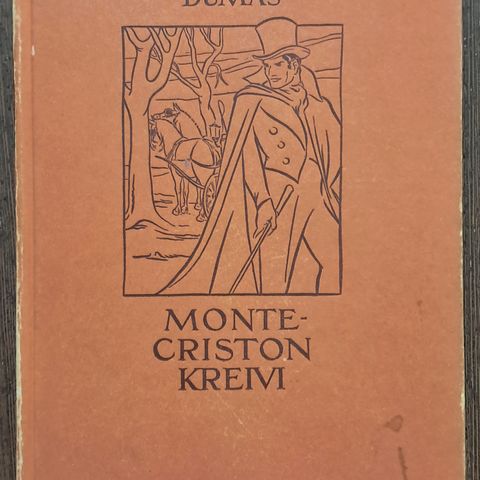 DUMAS
MONTE-
CRISTON
KREIVI